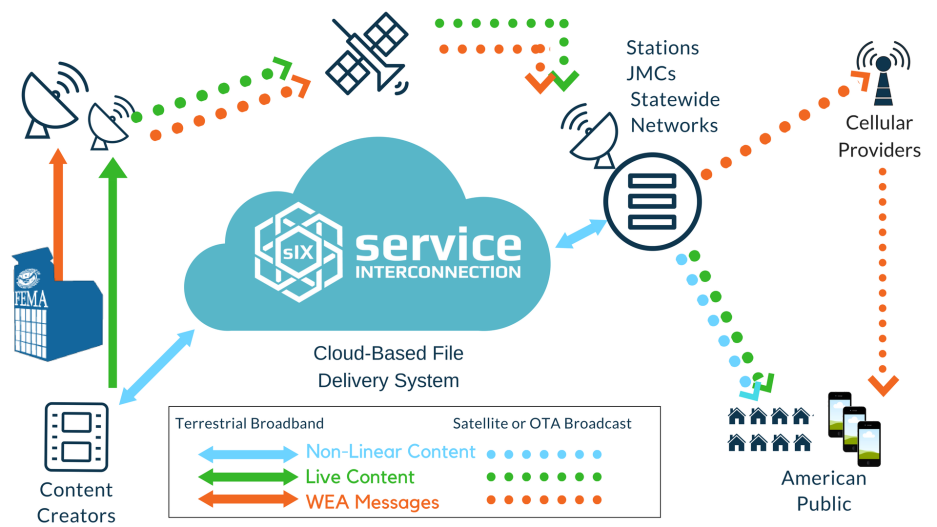 Stations
JMCs
Statewide
Networks
Cellular
Providers
sIX
service
INTERCONNECTION
FEMA
Cloud-Based File
Delivery System
Terrestrial Broadband
Satellite or OTA Broadcast
Non-Linear Content
Live Content
WEA Messages
Content
Creators
American
Public